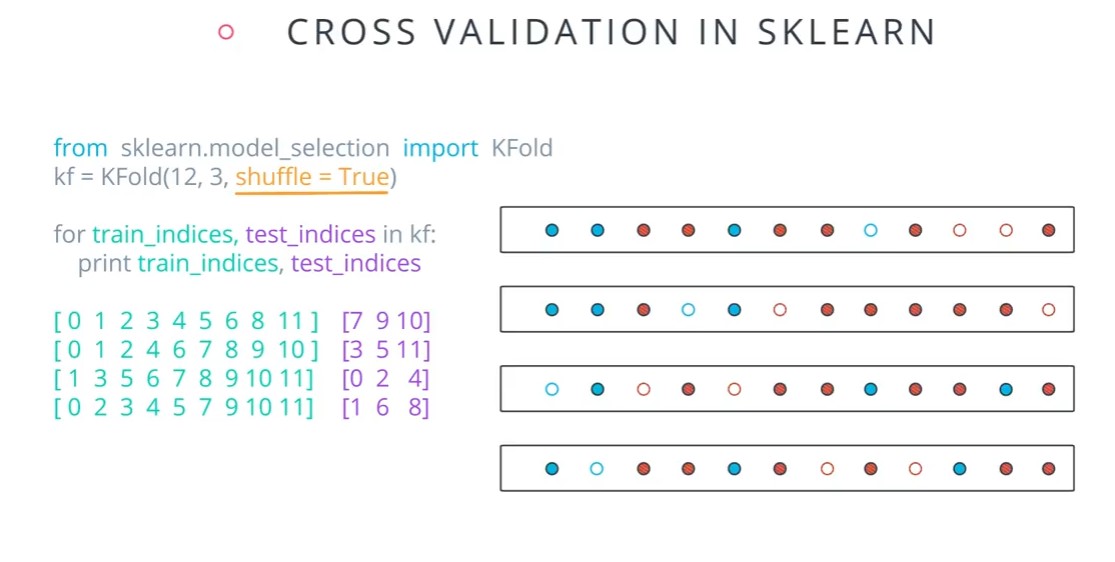 CROSS VALIDATION IN SKLEARN
from sklearn.model_selection import KFold
kf = KFold(12, 3, shuffle = True)
for train_indices, test_indices in kf:
print train_indices, test_indices
[ 0 1 2 3 4 5 6 8 11 ] [7 9 10]
[ 0 1 2 4 6 7 8 9 10 ] [3 5 11]
[ 1 3 5 6 7 8 9 10 11] [0 2 4]
[ 0 2 3 4 5 7 9 10 11] [1 6 8]